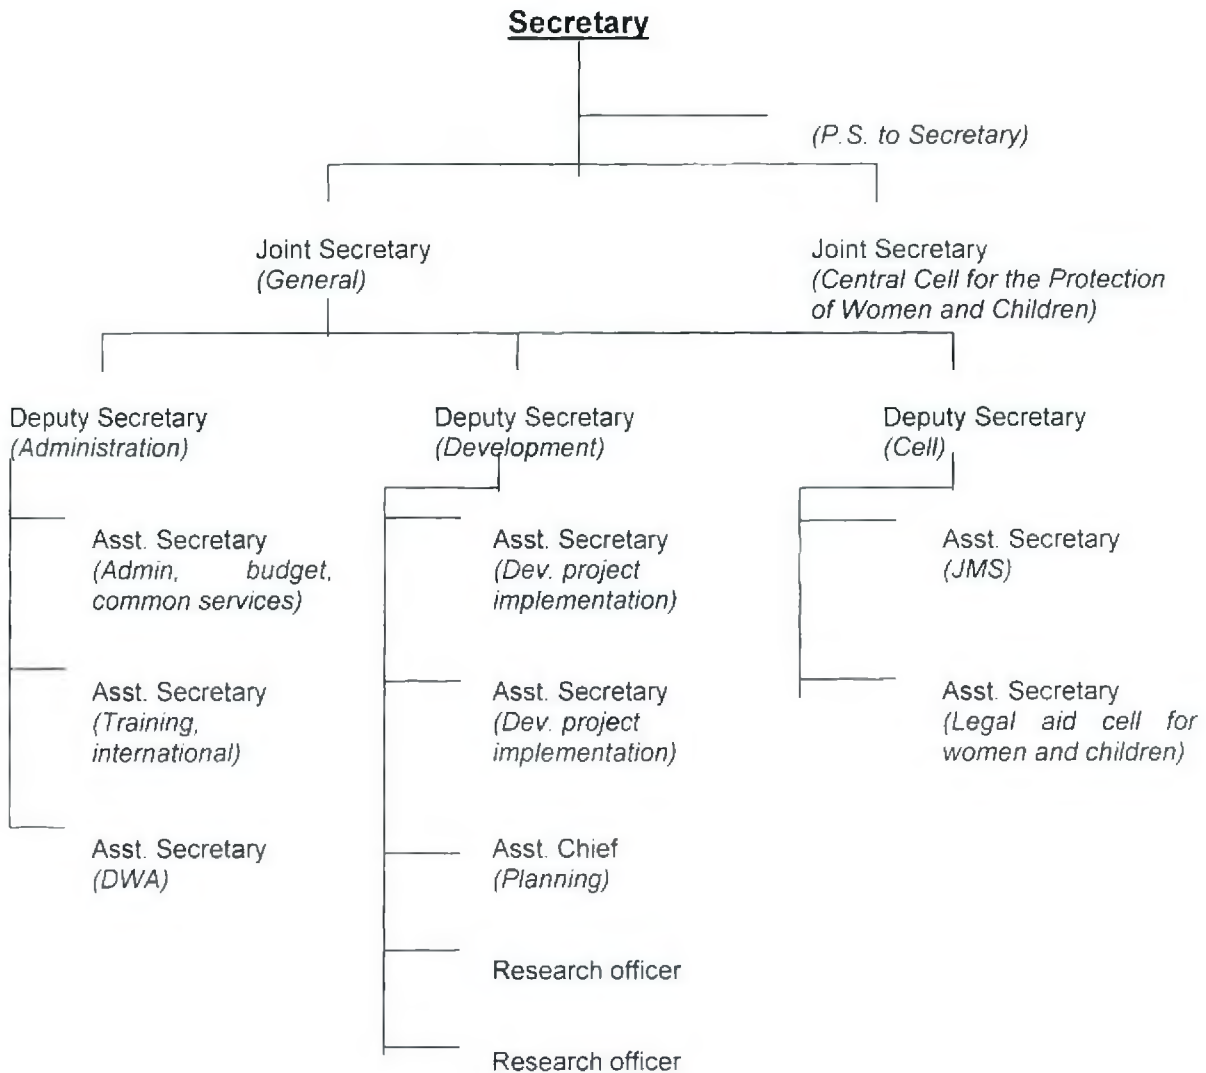 Secretary
(P.S. to Secretary)
Joint Secretary
(General)
Joint Secretary
(Central Cell for the Protection
of Women and Children)
Deputy Secretary
(Administration)
Deputy Secretary
(Development)
Deputy Secretary
(Cell)
Asst. Secretary
(Admin, budget,
common services)
Asst. Secretary
(Training,
international)
Asst. Secretary
(DWA)
Asst. Secretary
(Dev. project
implementation)
Asst. Secretary
(Dev. project
implementation)
Asst. Chief
(Planning)
Research officer
Research officer
Asst. Secretary
(JMS)
Asst. Secretary
(Legal aid cell for
women and children)